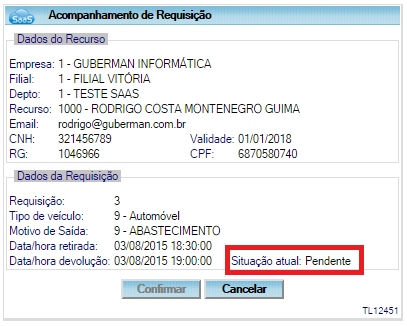 SaaS Acompanhamento de Requisição
Dados do Recurso
Empresa: 1 - GUBERMAN INFORMÁTICA
Filial: 1 - FILIAL VITÓRIA
Depto: 1 - TESTE SAAS
Recurso: 1000 - RODRIGO COSTA MONTENEGRO GUIMA
Email: rodrigo@guberman.com.br
CNH: 321456789 Validade: 01/01/2018
RG: 1046966 CPF: 6870580740
Dados da Requisição
Requisição: 3
Tipo de veículo: 9 - Automóvel
Motivo de Saída: 9 - ABASTECIMENTO
Data/hora retirada: 03/08/2015 18:30:00
Data/hora devolução: 03/08/2015 19:00:00 Situação atual: Pendente
Confirmar Cancelar
TL12451